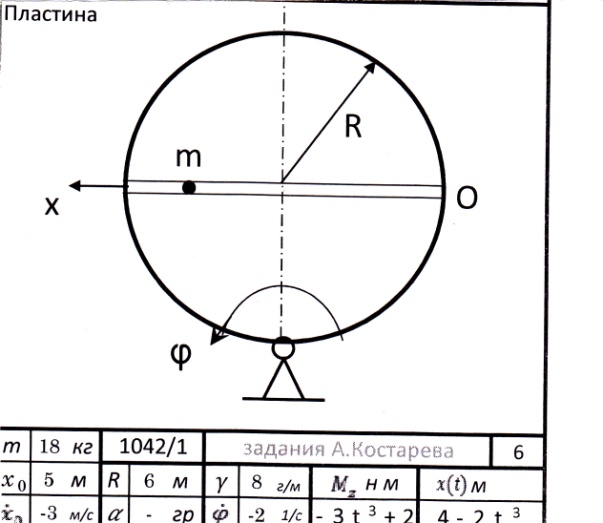 Пластина
R
m
x
O
φ
m 18 кг 1042/1 задания А.Костарева 6
x₀ 5 м R 6 м γ 8 г/м M_z н м x(t) м
ẋ₀ -3 м/с α - гр φ̇ -2 1/с - 3 t ³ + 2 4 - 2 t ³